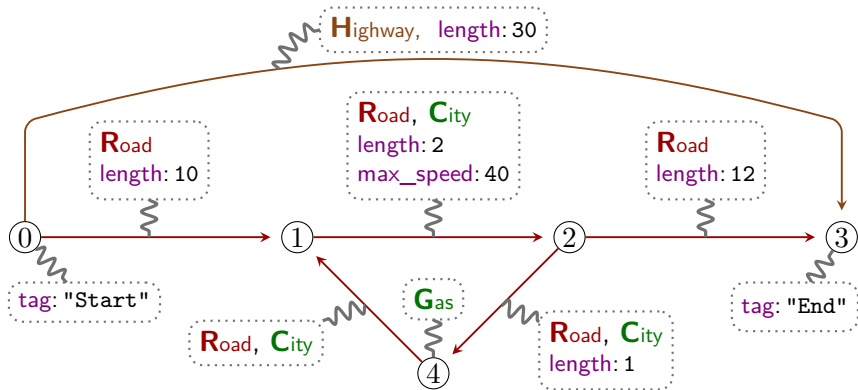 Highway, length: 30
Road
length: 10
Road, City
length: 2
max_speed: 40
Road
length: 12
0
1
2
3
tag: "Start"
Gas
tag: "End"
Road, City
Road, City
length: 1
4